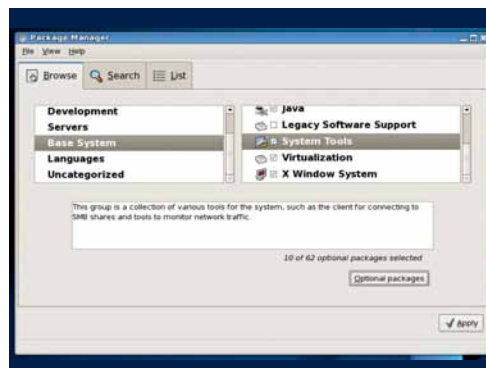 Package Manager
File View Help
Browse Search List
Development
Servers
Base System
Languages
Uncategorized
Java
Legacy Software Support
System Tools
Virtualization
X Window System
This group is a collection of various tools for the system, such as the client for connecting to
SMB shares and tools to monitor network traffic.
10 of 62 optional packages selected
Optional packages
Apply